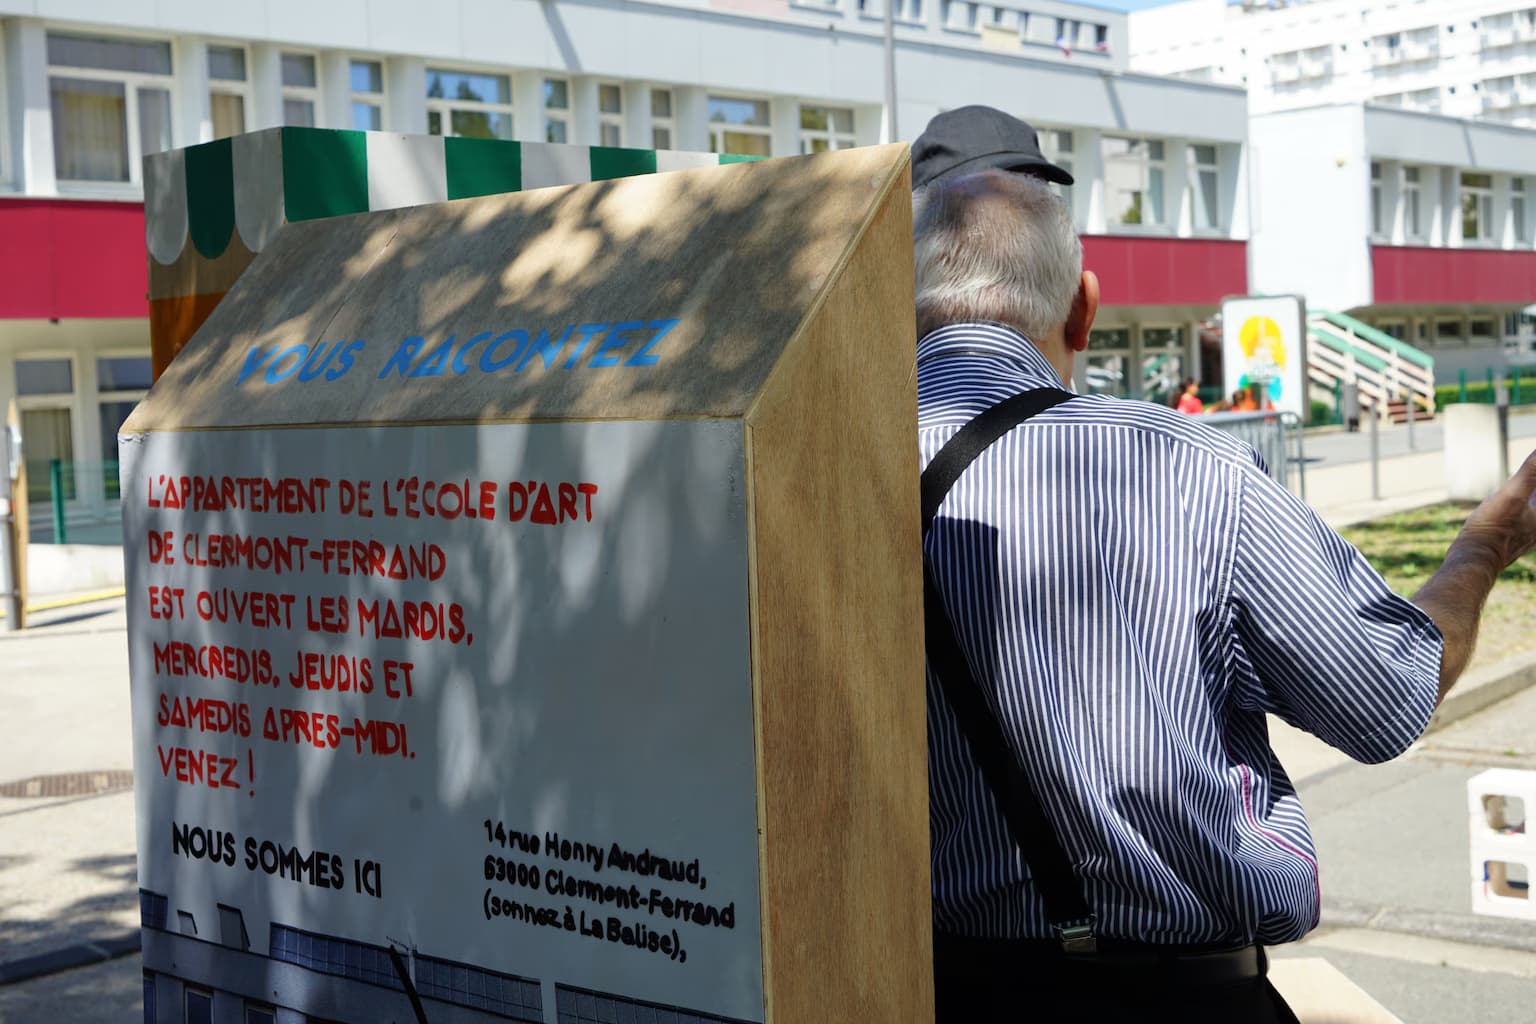 VOUS RACONTEZ
L'APPARTEMENT DE L'ÉCOLE D'ART
DE CLERMONT-FERRAND
EST OUVERT LES MARDIS,
MERCREDIS, JEUDIS ET
SAMEDIS APRES-MIDI.
VENEZ !
NOUS SOMMES ICI
14 rue Henry Andraud,
63000 Clermont-Ferrand
(sonnez à La Balise),